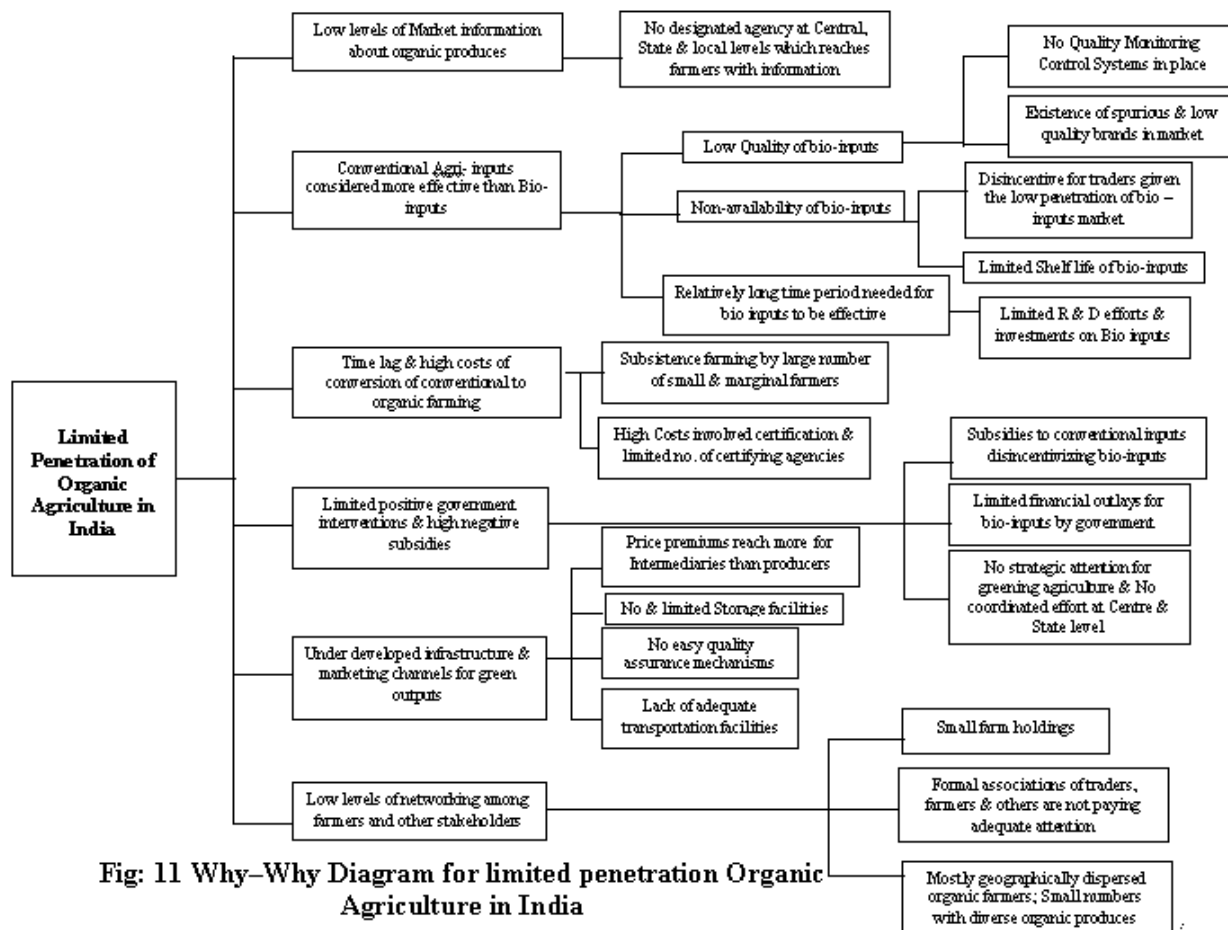 Low levels of Market information
about organic produces
No designated agency at Central,
State & local levels which reaches
farmers with information
No Quality Monitoring
Control Systems in place
Existence of spurious & low
quality brands in market
Low Quality of bio-inputs
Conventional Agri- inputs
considered more effective than Bio-
inputs
Disincentive for traders given
the low penetration of bio –
inputs market
Non-availability of bio-inputs
Limited Shelf life of bio-inputs
Relatively long time period needed for
bio inputs to be effective
Limited R & D efforts &
investments on Bio inputs
Time lag & high costs of
conversion of conventional to
organic farming
Subsistence farming by large number
of small & marginal farmers
High Costs involved certification &
limited no. of certifying agencies
Limited
Penetration of
Organic
Agriculture in
India
Subsidies to conventional inputs
disincentivizing bio-inputs
Limited positive government
interventions & high negative
subsidies
Limited financial outlays for
bio-inputs by government
No strategic attention for
greening agriculture & No
coordinated effort at Centre &
State level
Price premiums reach more for
Intermediaries than producers
No & limited Storage facilities
Under developed infrastructure &
marketing channels for green
outputs
No easy quality
assurance mechanisms
Lack of adequate
transportation facilities
Small farm holdings
Low levels of networking among
farmers and other stakeholders
Formal associations of traders,
farmers & others are not paying
adequate attention
Mostly geographically dispersed
organic farmers; Small numbers
with diverse organic produces
Fig: 11 Why–Why Diagram for limited penetration Organic
Agriculture in India